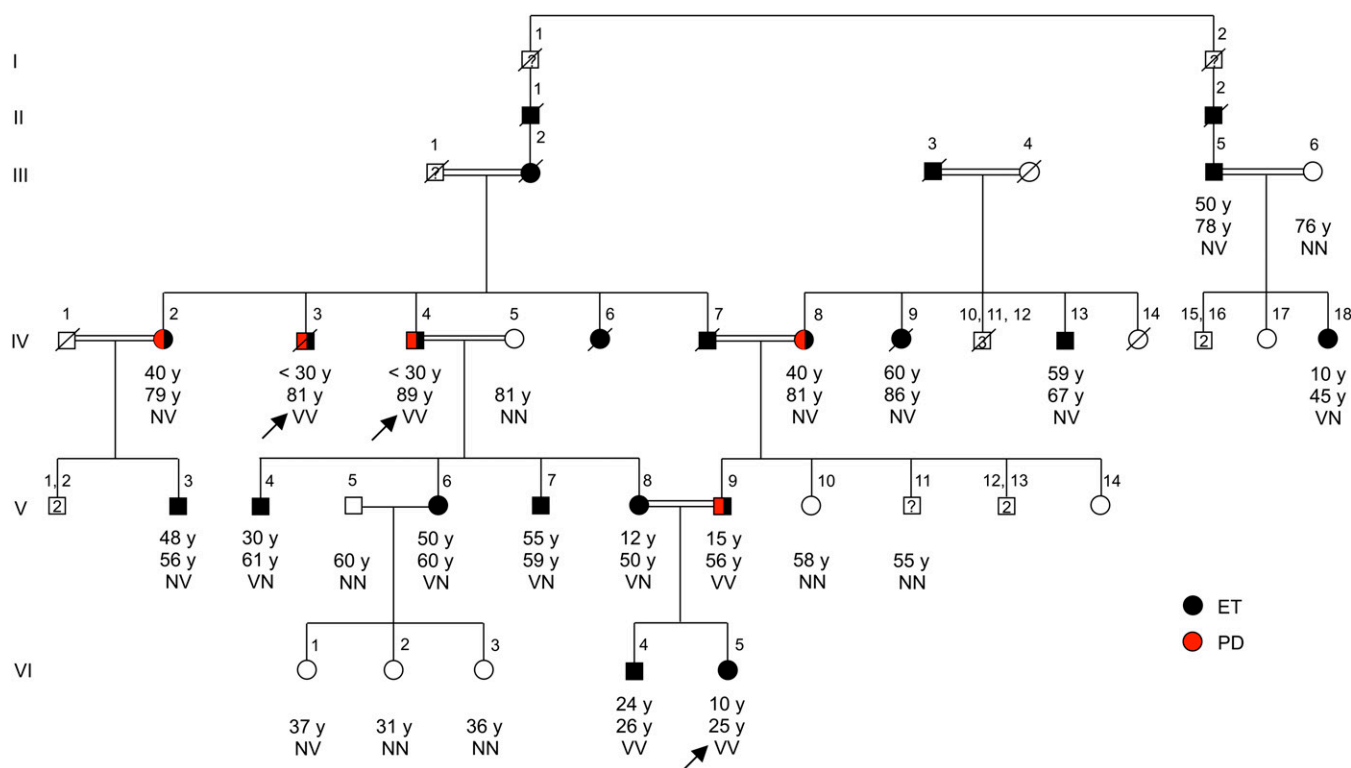 1 2
I ? ?
1 2
II
2 5
1 3 4 6
III ?
50 y
78 y 76 y
NV NN
1 2 3 4 5 6 7 8 9 10, 11, 12 13 14 15, 16 17 18
IV 3 2
40 y < 30 y < 30 y 40 y 60 y 59 y 10 y
79 y 81 y 89 y 81 y 81 y 86 y 67 y 45 y
NV VV VV NN NV NV NV VN
1, 2 3 4 5 6 7 8 9 10 11 12, 13 14
V 2 ? 2
48 y 30 y 50 y 55 y 12 y 15 y
56 y 61 y 60 y 60 y 59 y 50 y 56 y 58 y 55 y
NV VN NN VN VN VN VV NN NN
ET
1 2 3 4 5
PD
VI
24 y 10 y
37 y 31 y 36 y 26 y 25 y
NV NN NN VV VV